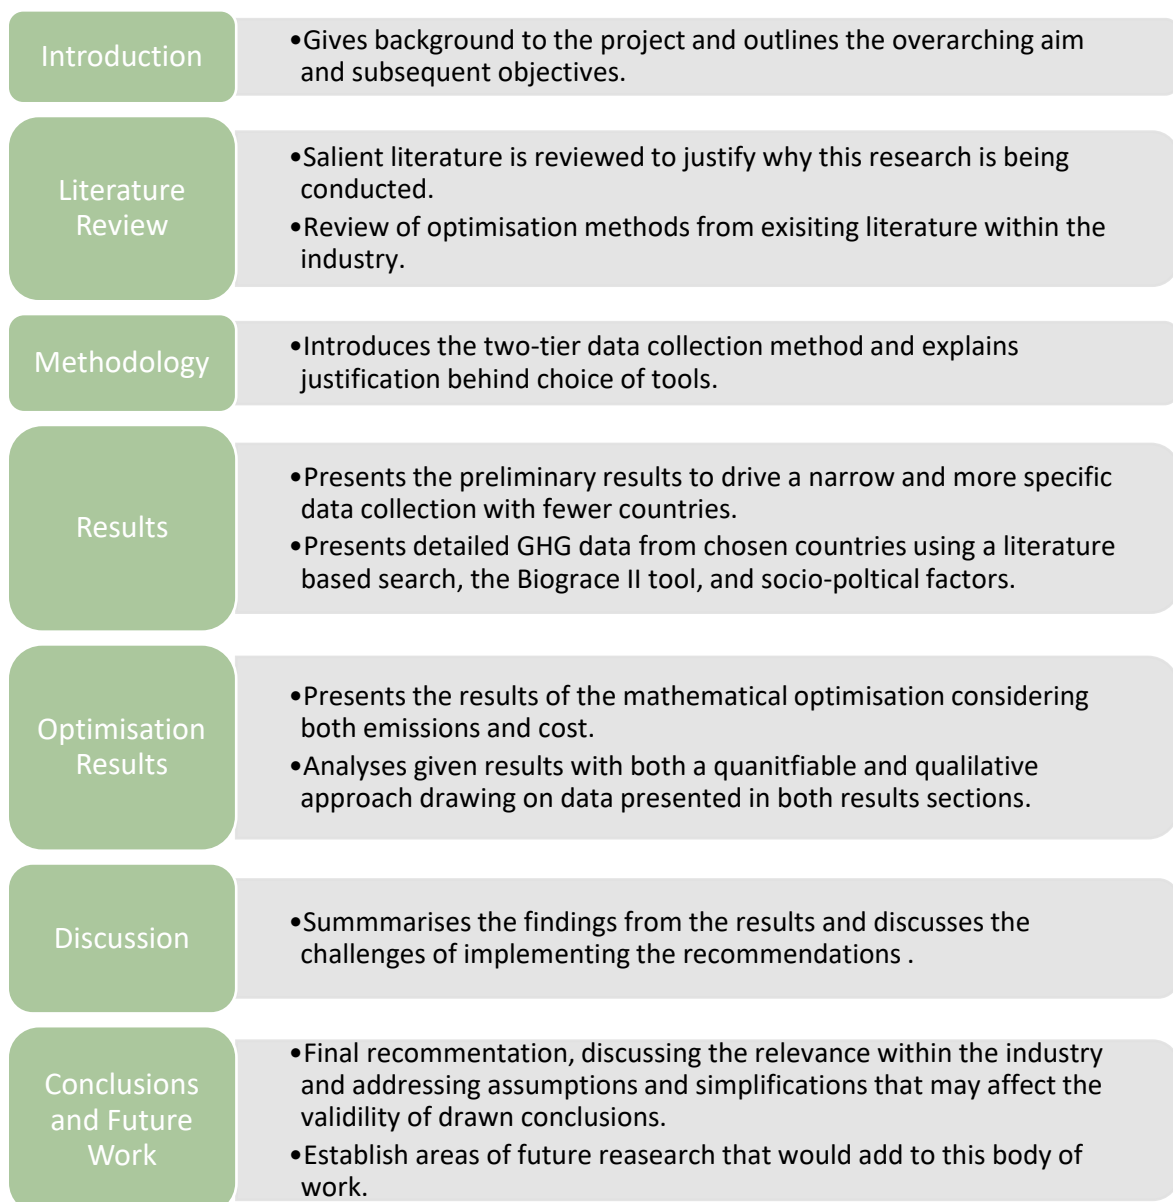 Introduction
•Gives background to the project and outlines the overarching aim
and subsequent objectives.
Literature
Review
•Salient literature is reviewed to justify why this research is being
conducted.
•Review of optimisation methods from exisiting literature within the
industry.
Methodology
•Introduces the two-tier data collection method and explains
justification behind choice of tools.
Results
•Presents the preliminary results to drive a narrow and more specific
data collection with fewer countries.
•Presents detailed GHG data from chosen countries using a literature
based search, the Biograce II tool, and socio-poltical factors.
Optimisation
Results
•Presents the results of the mathematical optimisation considering
both emissions and cost.
•Analyses given results with both a quanitfiable and qualilative
approach drawing on data presented in both results sections.
Discussion
•Summmarises the findings from the results and discusses the
challenges of implementing the recommendations .
Conclusions
and Future
Work
•Final recommentation, discussing the relevance within the industry
and addressing assumptions and simplifications that may affect the
validility of drawn conclusions.
•Establish areas of future reasearch that would add to this body of
work.